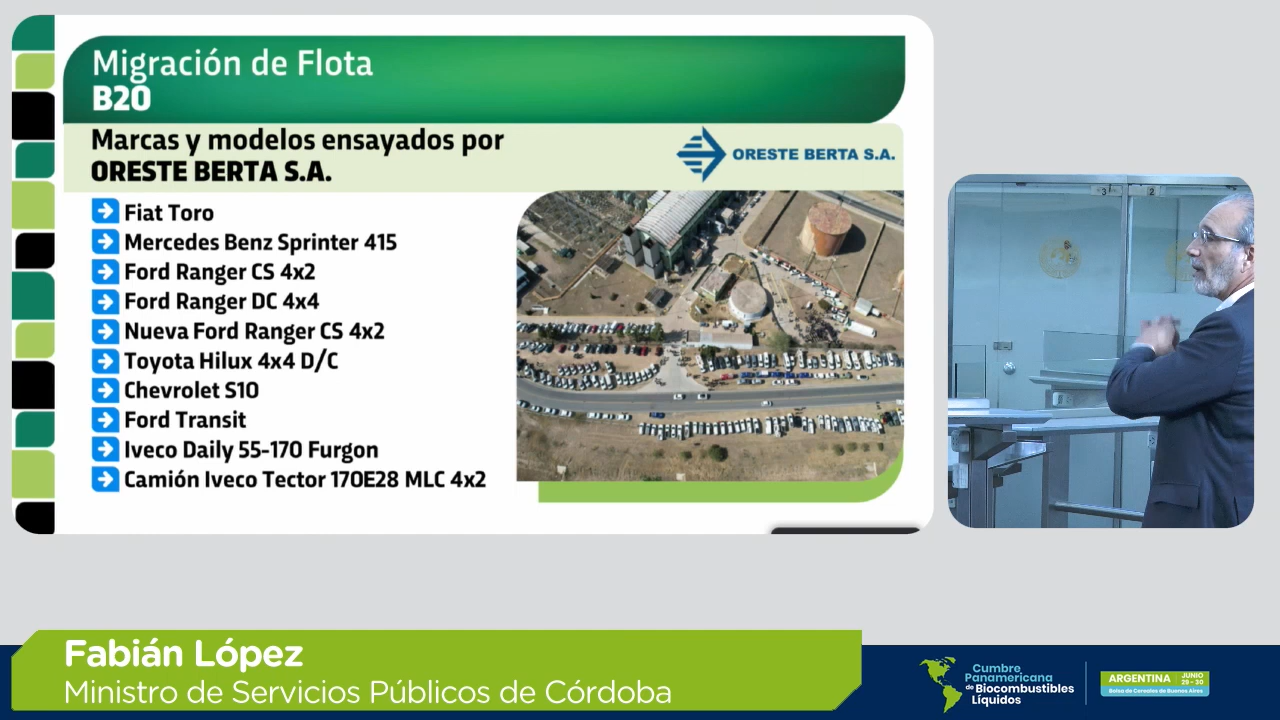 Migración de Flota
B20
Marcas y modelos ensayados por
ORESTE BERTA S.A.
ORESTE BERTA S.A.
Fiat Toro
Mercedes Benz Sprinter 415
Ford Ranger CS 4x2
Ford Ranger DC 4x4
Nueva Ford Ranger CS 4x2
Toyota Hilux 4x4 D/C
Chevrolet S10
Ford Transit
Iveco Daily 55-170 Furgon
Camión Iveco Tector 170E28 MLC 4x2
3
2
Fabián López
Ministro de Servicios Públicos de Córdoba
Cumbre
Panamericana
de Biocombustibles
Líquidos
ARGENTINA
JUNIO
29 - 30
Bolsa de Cereales de Buenos Aires